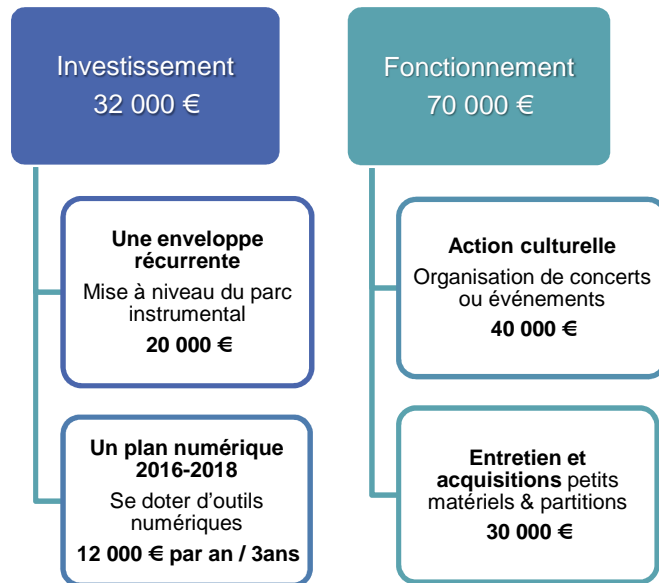 Investissement
32 000 €
Une enveloppe
récurrente
Mise à niveau du parc
instrumental
20 000 €
Un plan numérique
2016-2018
Se doter d'outils
numériques
12 000 € par an / 3ans
Fonctionnement
70 000 €
Action culturelle
Organisation de concerts
ou événements
40 000 €
Entretien et
acquisitions petits
matériels & partitions
30 000 €